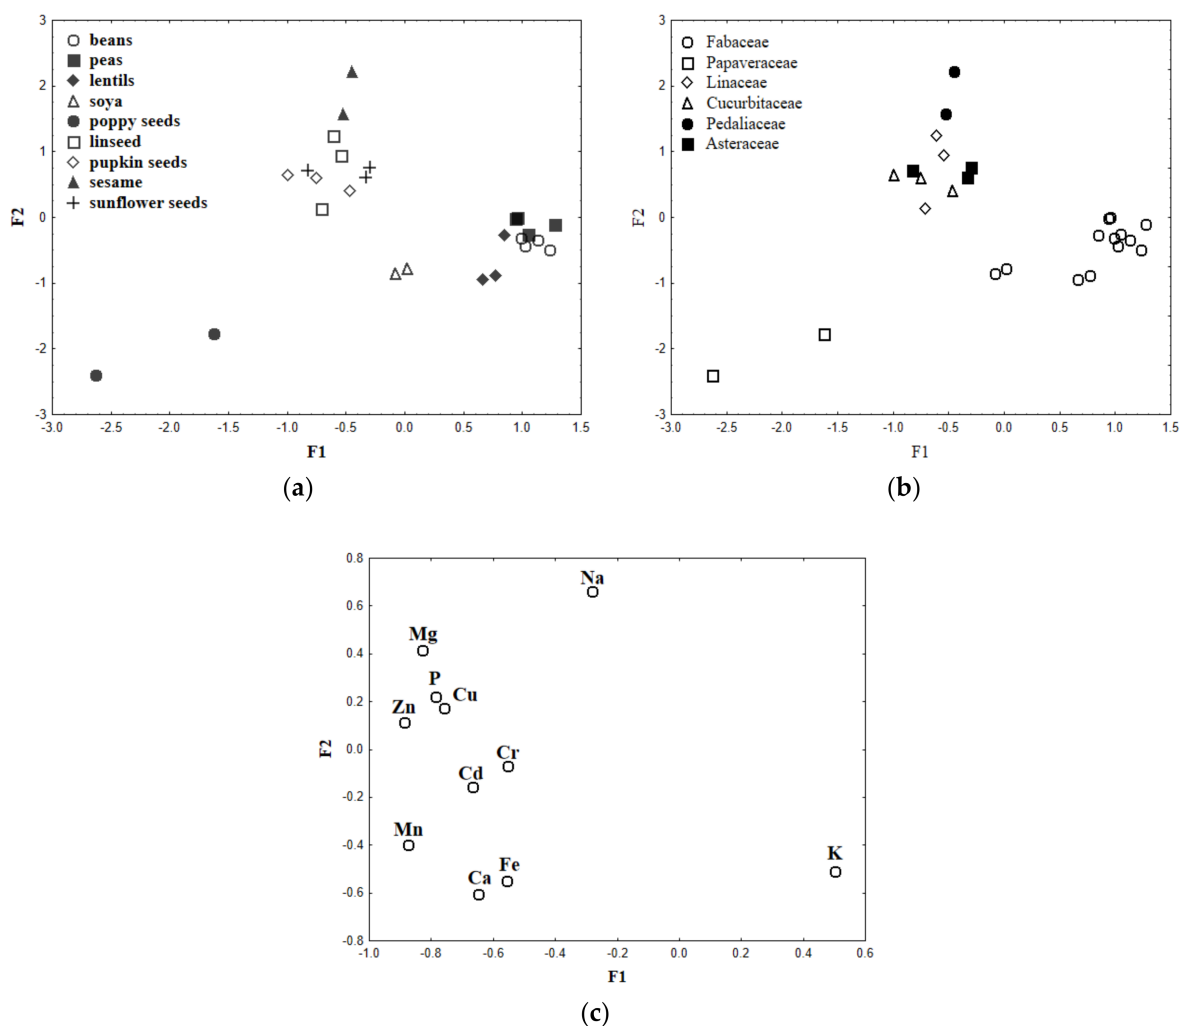 3
2
1
0
-1
-2
-3
F2
beans
peas
lentils
soya
poppy seeds
linseed
pupkin seeds
sesame
sunflower seeds
-3.0 -2.5 -2.0 -1.5 -1.0 -0.5 0.0 0.5 1.0 1.5
F1
(a)
3
2
1
0
-1
-2
-3
F2
Fabaceae
Papaveraceae
Linaceae
Cucurbitaceae
Pedaliaceae
Asteraceae
-3.0 -2.5 -2.0 -1.5 -1.0 -0.5 0.0 0.5 1.0 1.5
F1
(b)
0.8
0.6
0.4
0.2
0.0
-0.2
-0.4
-0.6
-0.8
F2
Na
Mg
P
Cu
Zn
Cr
Cd
Mn
Fe
Ca
K
-1.0 -0.8 -0.6 -0.4 -0.2 0.0 0.2 0.4 0.6
F1
(c)